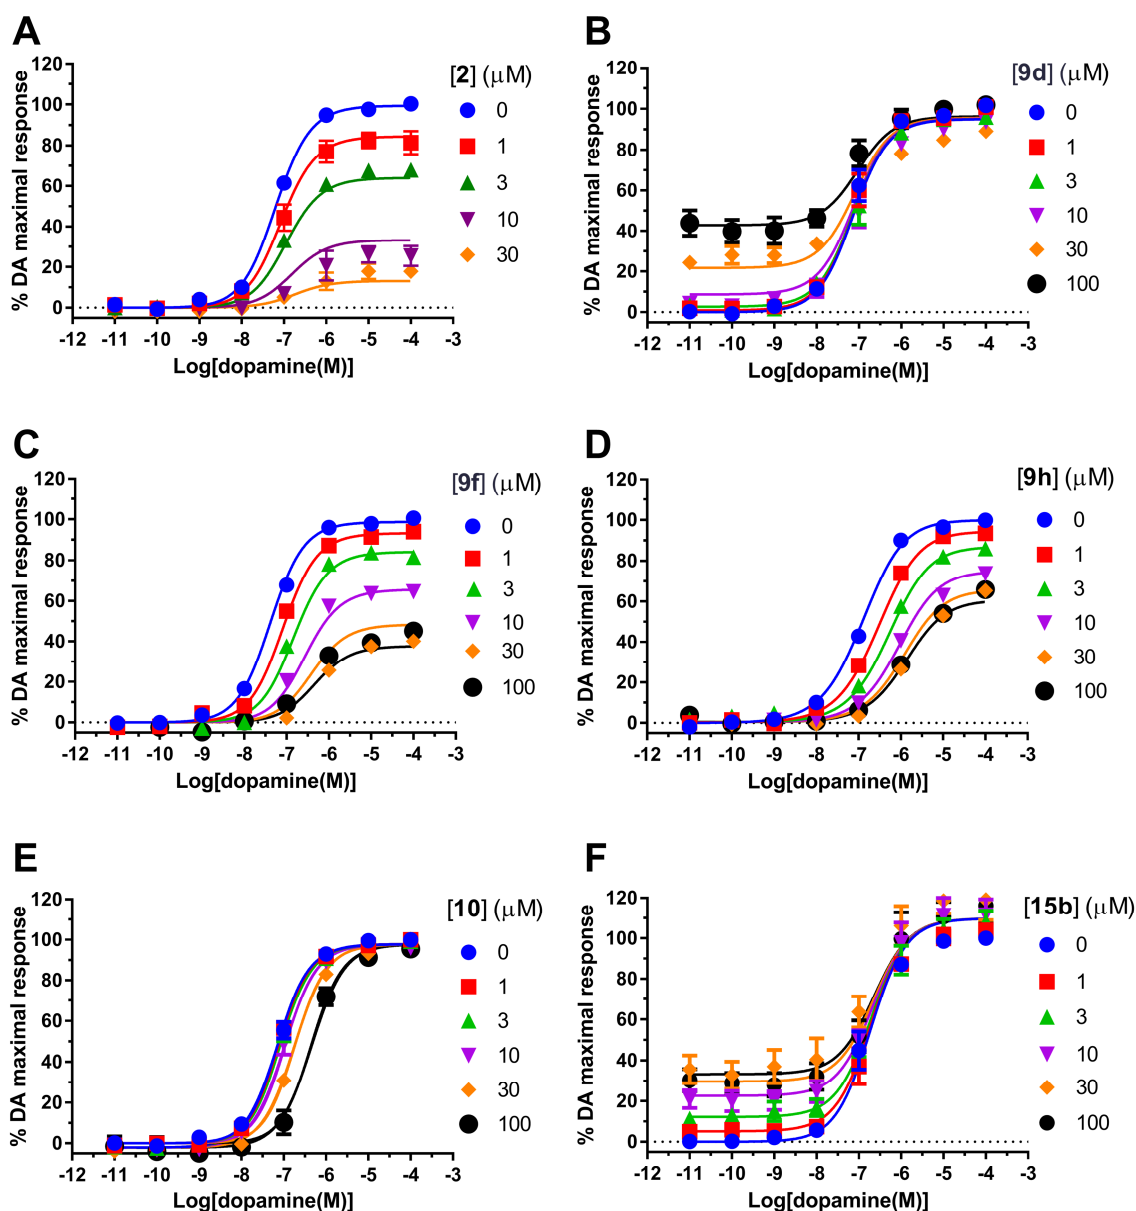 A
% DA maximal response
120
100
80
60
40
20
0
-12 -11 -10 -9 -8 -7 -6 -5 -4 -3
Log[dopamine(M)]
[2] (μM)
0
1
3
10
30
B
% DA maximal response
120
100
80
60
40
20
0
-12 -11 -10 -9 -8 -7 -6 -5 -4 -3
Log[dopamine(M)]
[9d] (μM)
0
1
3
10
30
100
C
% DA maximal response
120
100
80
60
40
20
0
-12 -11 -10 -9 -8 -7 -6 -5 -4 -3
Log[dopamine(M)]
[9f] (μM)
0
1
3
10
30
100
D
% DA maximal response
120
100
80
60
40
20
0
-12 -11 -10 -9 -8 -7 -6 -5 -4 -3
Log[dopamine(M)]
[9h] (μM)
0
1
3
10
30
100
E
% DA maximal response
120
100
80
60
40
20
0
-12 -11 -10 -9 -8 -7 -6 -5 -4 -3
Log[dopamine(M)]
[10] (μM)
0
1
3
10
30
100
F
% DA maximal response
120
100
80
60
40
20
0
-12 -11 -10 -9 -8 -7 -6 -5 -4 -3
Log[dopamine(M)]
[15b] (μM)
0
1
3
10
30
100